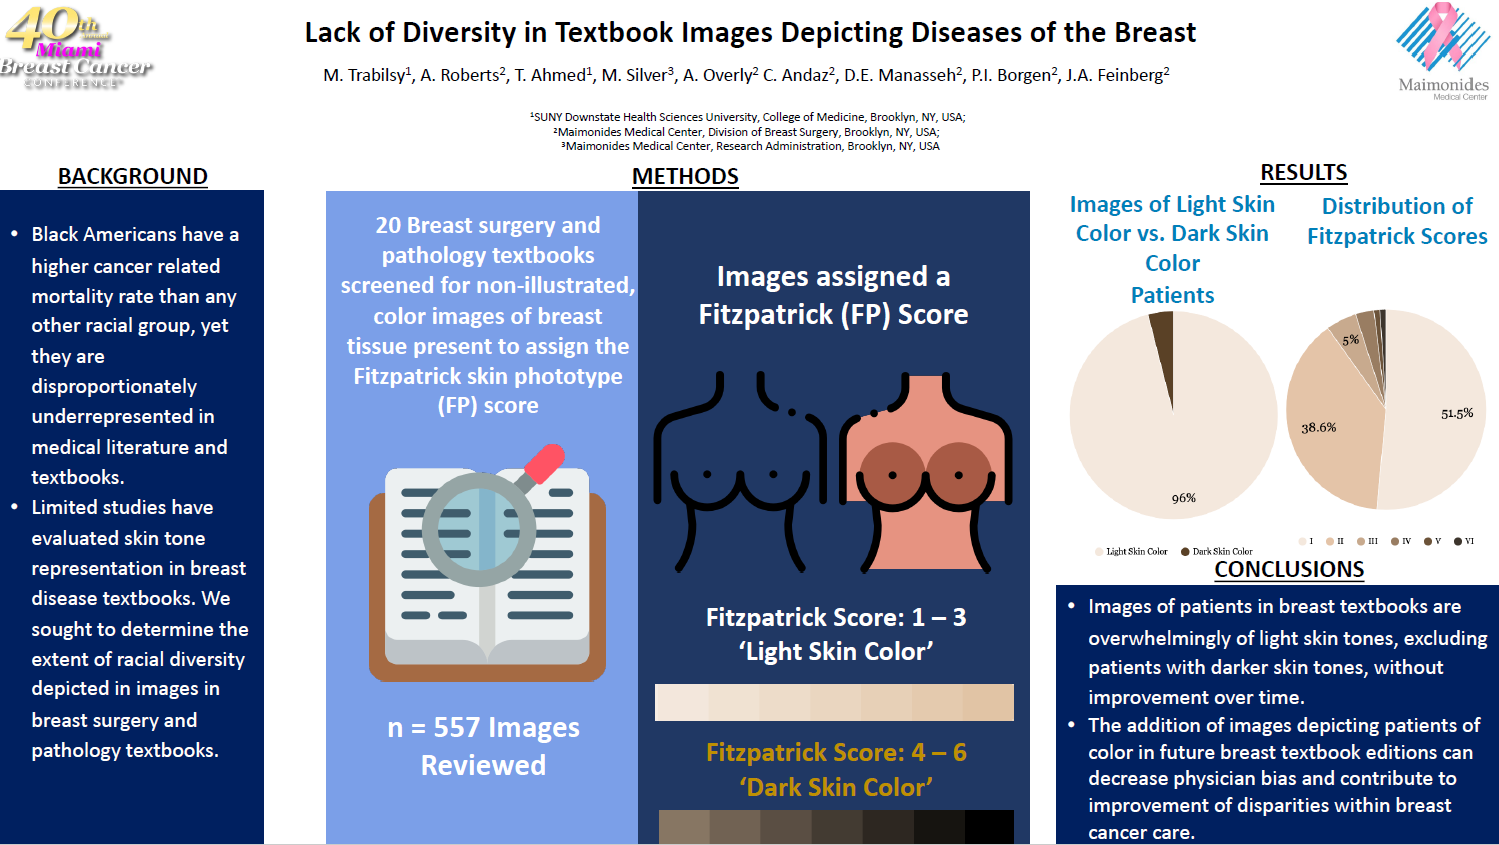 40th
Annual
Miami
Breast Cancer
CONFERENCE®
Lack of Diversity in Textbook Images Depicting Diseases of the Breast
M. Trabilsy¹, A. Roberts², T. Ahmed¹, M. Silver³, A. Overly² C. Andaz², D.E. Manasseh², P.I. Borgen², J.A. Feinberg²
¹SUNY Downstate Health Sciences University, College of Medicine, Brooklyn, NY, USA;
²Maimonides Medical Center, Division of Breast Surgery, Brooklyn, NY, USA;
³Maimonides Medical Center, Research Administration, Brooklyn, NY, USA
Maimonides
Medical Center
BACKGROUND
• Black Americans have a
higher cancer related
mortality rate than any
other racial group, yet
they are
disproportionately
underrepresented in
medical literature and
textbooks.
• Limited studies have
evaluated skin tone
representation in breast
disease textbooks. We
sought to determine the
extent of racial diversity
depicted in images in
breast surgery and
pathology textbooks.
METHODS
20 Breast surgery and
pathology textbooks
screened for non-illustrated,
color images of breast
tissue present to assign the
Fitzpatrick skin phototype
(FP) score
n = 557 Images
Reviewed
Images assigned a
Fitzpatrick (FP) Score
Fitzpatrick Score: 1 – 3
‘Light Skin Color’
Fitzpatrick Score: 4 – 6
‘Dark Skin Color’
RESULTS
Images of Light Skin
Color vs. Dark Skin
Color
Patients
96%
Light Skin Color
Dark Skin Color
Distribution of
Fitzpatrick Scores
5%
51.5%
38.6%
I II III IV V VI
CONCLUSIONS
• Images of patients in breast textbooks are
overwhelmingly of light skin tones, excluding
patients with darker skin tones, without
improvement over time.
• The addition of images depicting patients of
color in future breast textbook editions can
decrease physician bias and contribute to
improvement of disparities within breast
cancer care.